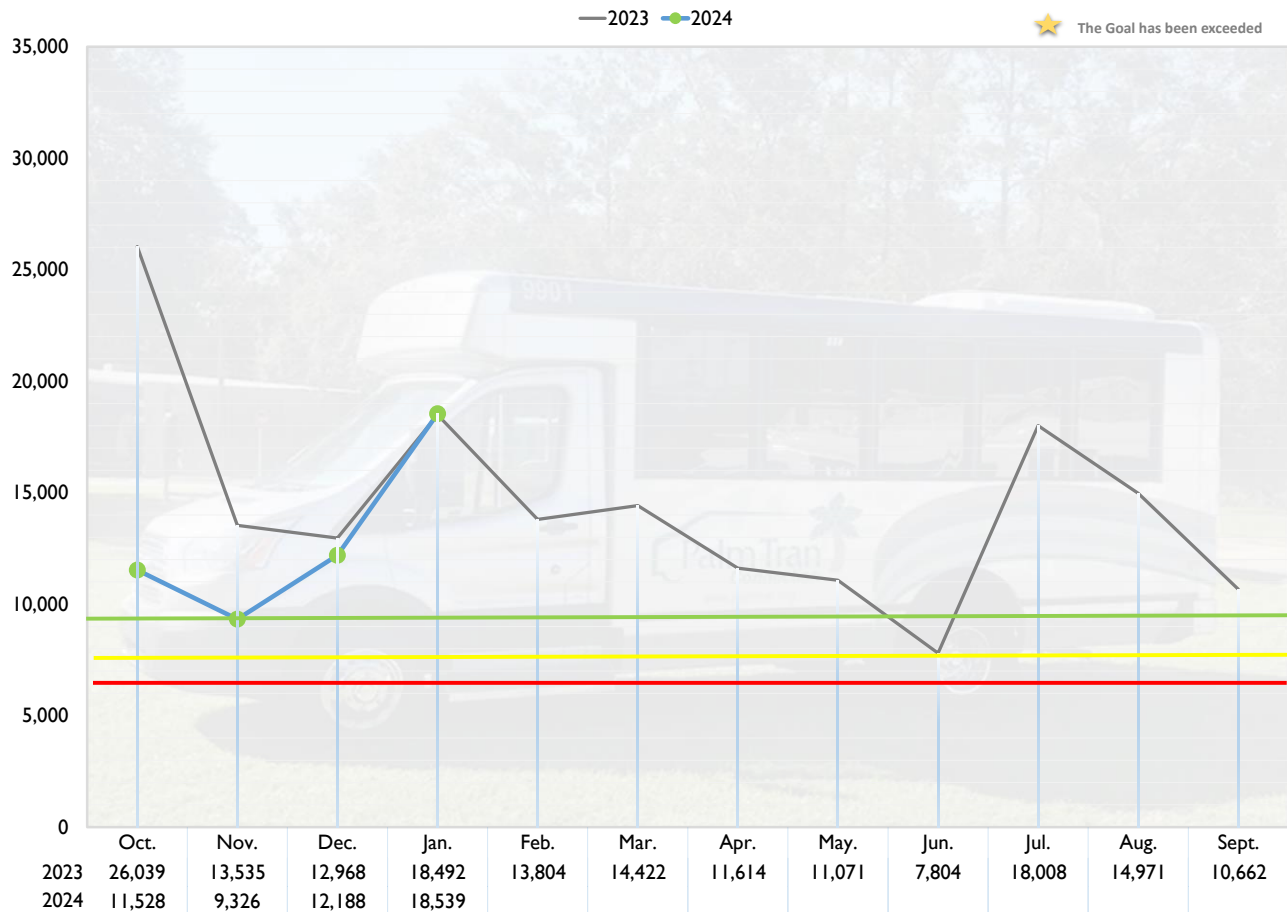 2023 2024
The Goal has been exceeded
35,000
30,000
25,000
20,000
15,000
10,000
5,000
0
9901
PalmTran
Oct. Nov. Dec. Jan. Feb. Mar. Apr. May. Jun. Jul. Aug. Sept.
2023 26,039 13,535 12,968 18,492 13,804 14,422 11,614 11,071 7,804 18,008 14,971 10,662
2024 11,528 9,326 12,188 18,539